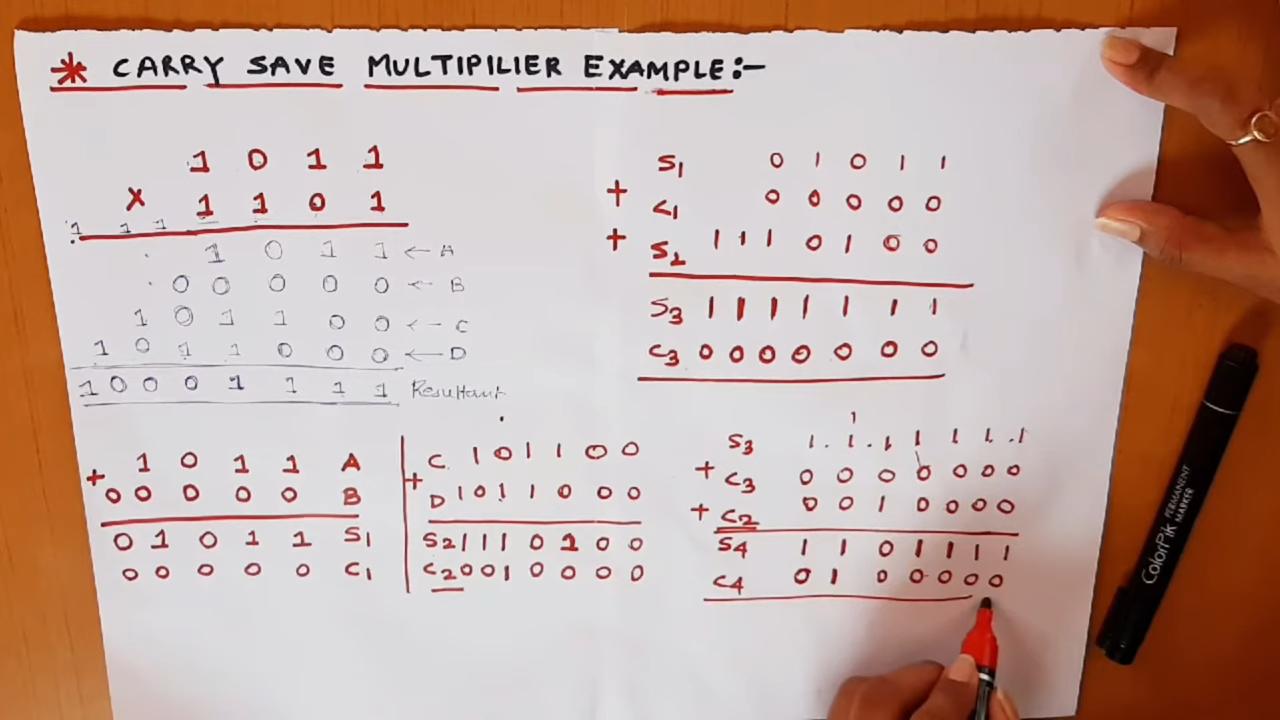 * CARRY SAVE MULTIPILIER EXAMPLE:-
1 0 1 1
X 1 1 0 1
1 1 1
1 0 1 1 ← A
0 0 0 0 0 ← B
1 0 1 1 0 0 ← C
1 0 1 1 0 0 0 ← D
1 0 0 0 1 1 1 1 Resultant
S1 0 1 0 1 1
+ C1 0 0 0 0 0
+ S2 1 1 1 0 1 0 0
S3 1 1 1 1 1 1 1
C3 0 0 0 0 0 0 0
+ 1 0 1 1 A
0 0 0 0 0 B
0 1 0 1 1 S1
0 0 0 0 0 C1
C 1 0 1 1 0 0
+ D 1 0 1 1 0 0 0
S2 1 1 1 0 1 0 0
C2 0 0 1 0 0 0 0
1
S3 1 1 1 1 1 1 1
+ C3 0 0 0 0 0 0 0
+ C2 0 0 1 0 0 0 0
S4 1 1 0 1 1 1 1
C4 0 1 0 0 0 0 0
ColorPik PERMANENT MARKER